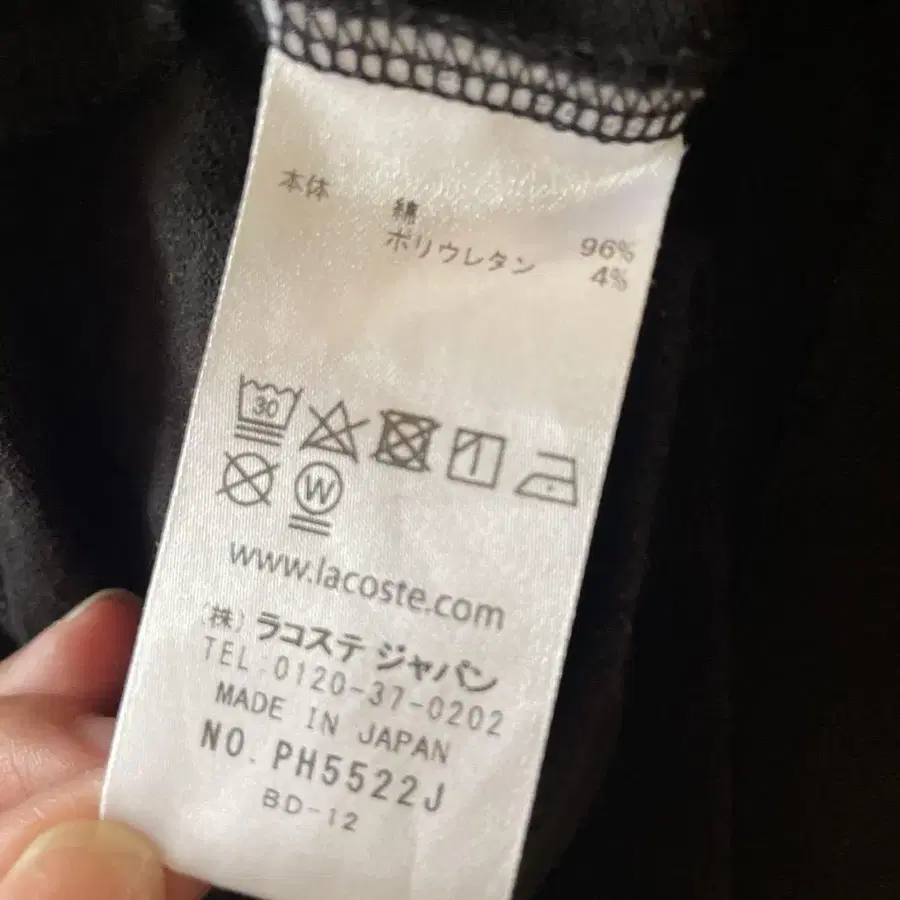 本体
綿 96%
ポリウレタン 4%
30
W
www.lacoste.com
(株) ラコステ ジャパン
TEL:0120-37-0202
MADE IN JAPAN
NO. PH5522J
BD-12